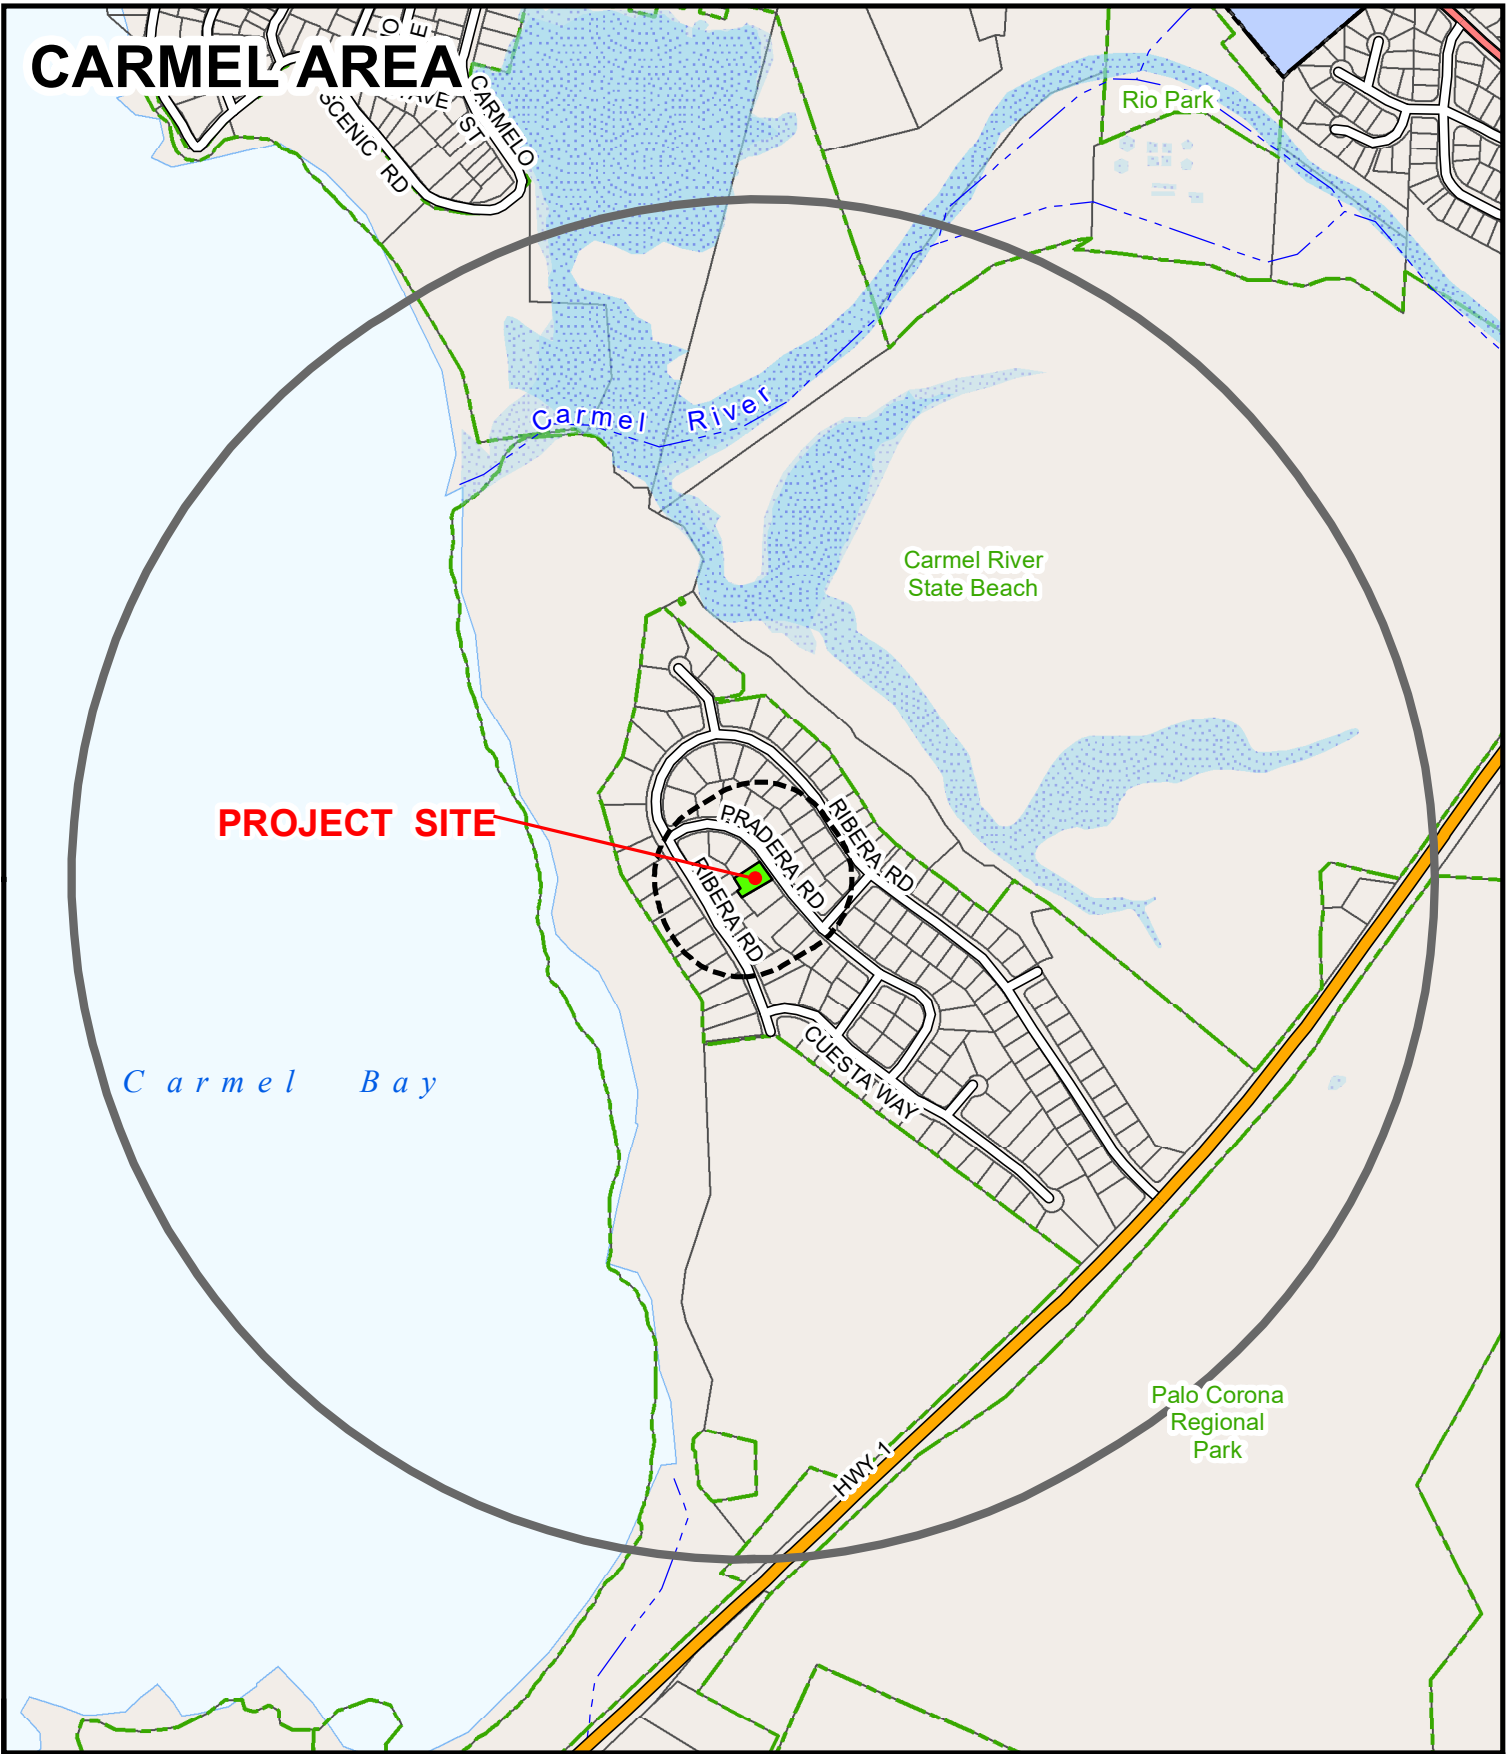 CARMEL AREA
AVE
CARMELO
ST
SCENIC RD
Rio Park
Carmel River
Carmel River
State Beach
PROJECT SITE
PRADERA RD
RIBERA RD
RIBERA RD
CUESTA WAY
Carmel Bay
Palo Corona
Regional
Park
HWY 1